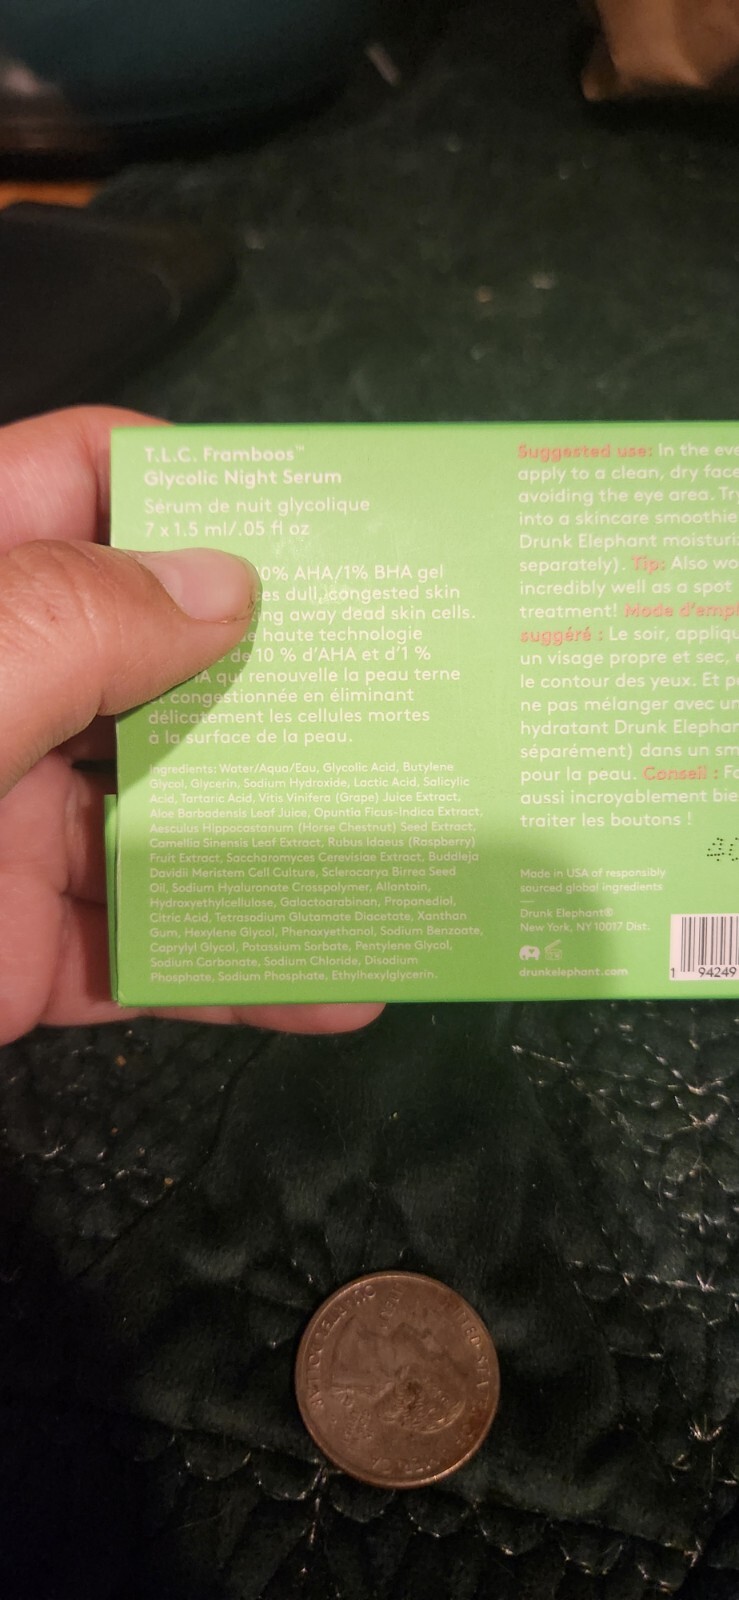 T.L.C. Framboos™
Glycolic Night Serum
Sérum de nuit glycolique
7 x 1.5 ml/.05 fl oz
0% AHA/1% BHA gel
ces dull, congested skin
ing away dead skin cells.
e haute technologie
de 10 % d'AHA et d'1 %
HA qui renouvelle la peau terne
et congestionnée en éliminant
délicatement les cellules mortes
à la surface de la peau.
Ingredients: Water/Aqua/Eau, Glycolic Acid, Butylene
Glycol, Glycerin, Sodium Hydroxide, Lactic Acid, Salicylic
Acid, Tartaric Acid, Vitis Vinifera (Grape) Juice Extract,
Aloe Barbadensis Leaf Juice, Opuntia Ficus-Indica Extract,
Aesculus Hippocastanum (Horse Chestnut) Seed Extract,
Camellia Sinensis Leaf Extract, Rubus Idaeus (Raspberry)
Fruit Extract, Saccharomyces Cerevisiae Extract, Buddleja
Davidii Meristem Cell Culture, Sclerocarya Birrea Seed
Oil, Sodium Hyaluronate Crosspolymer, Allantoin,
Hydroxyethylcellulose, Galactoarabinan, Propanediol,
Citric Acid, Tetrasodium Glutamate Diacetate, Xanthan
Gum, Hexylene Glycol, Phenoxyethanol, Sodium Benzoate,
Caprylyl Glycol, Potassium Sorbate, Pentylene Glycol,
Sodium Carbonate, Sodium Chloride, Disodium
Phosphate, Sodium Phosphate, Ethylhexylglycerin.
Suggested use: In the eve
apply to a clean, dry face
avoiding the eye area. Try
into a skincare smoothie
Drunk Elephant moisturiz
separately). Tip: Also wo
incredibly well as a spot
treatment! Mode d'empl
suggéré : Le soir, appliqu
un visage propre et sec, e
le contour des yeux. Et po
ne pas mélanger avec un
hydratant Drunk Elephan
séparément) dans un sm
pour la peau. Conseil : Fo
aussi incroyablement bie
traiter les boutons !
Made in USA of responsibly
sourced global ingredients
Drunk Elephant®
New York, NY 10017 Dist.
drunkelephant.com
1 94249